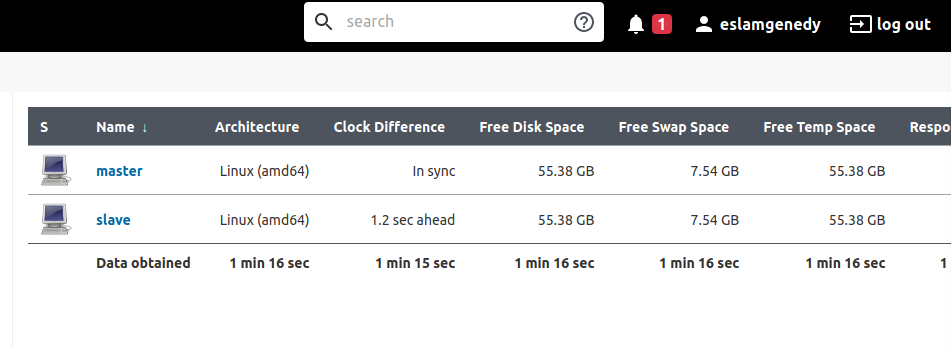 search 1 eslamgenedy log out
S Name ↓ Architecture Clock Difference Free Disk Space Free Swap Space Free Temp Space Respo
master Linux (amd64) In sync 55.38 GB 7.54 GB 55.38 GB
slave Linux (amd64) 1.2 sec ahead 55.38 GB 7.54 GB 55.38 GB
Data obtained 1 min 16 sec 1 min 15 sec 1 min 16 sec 1 min 16 sec 1 min 16 sec 1